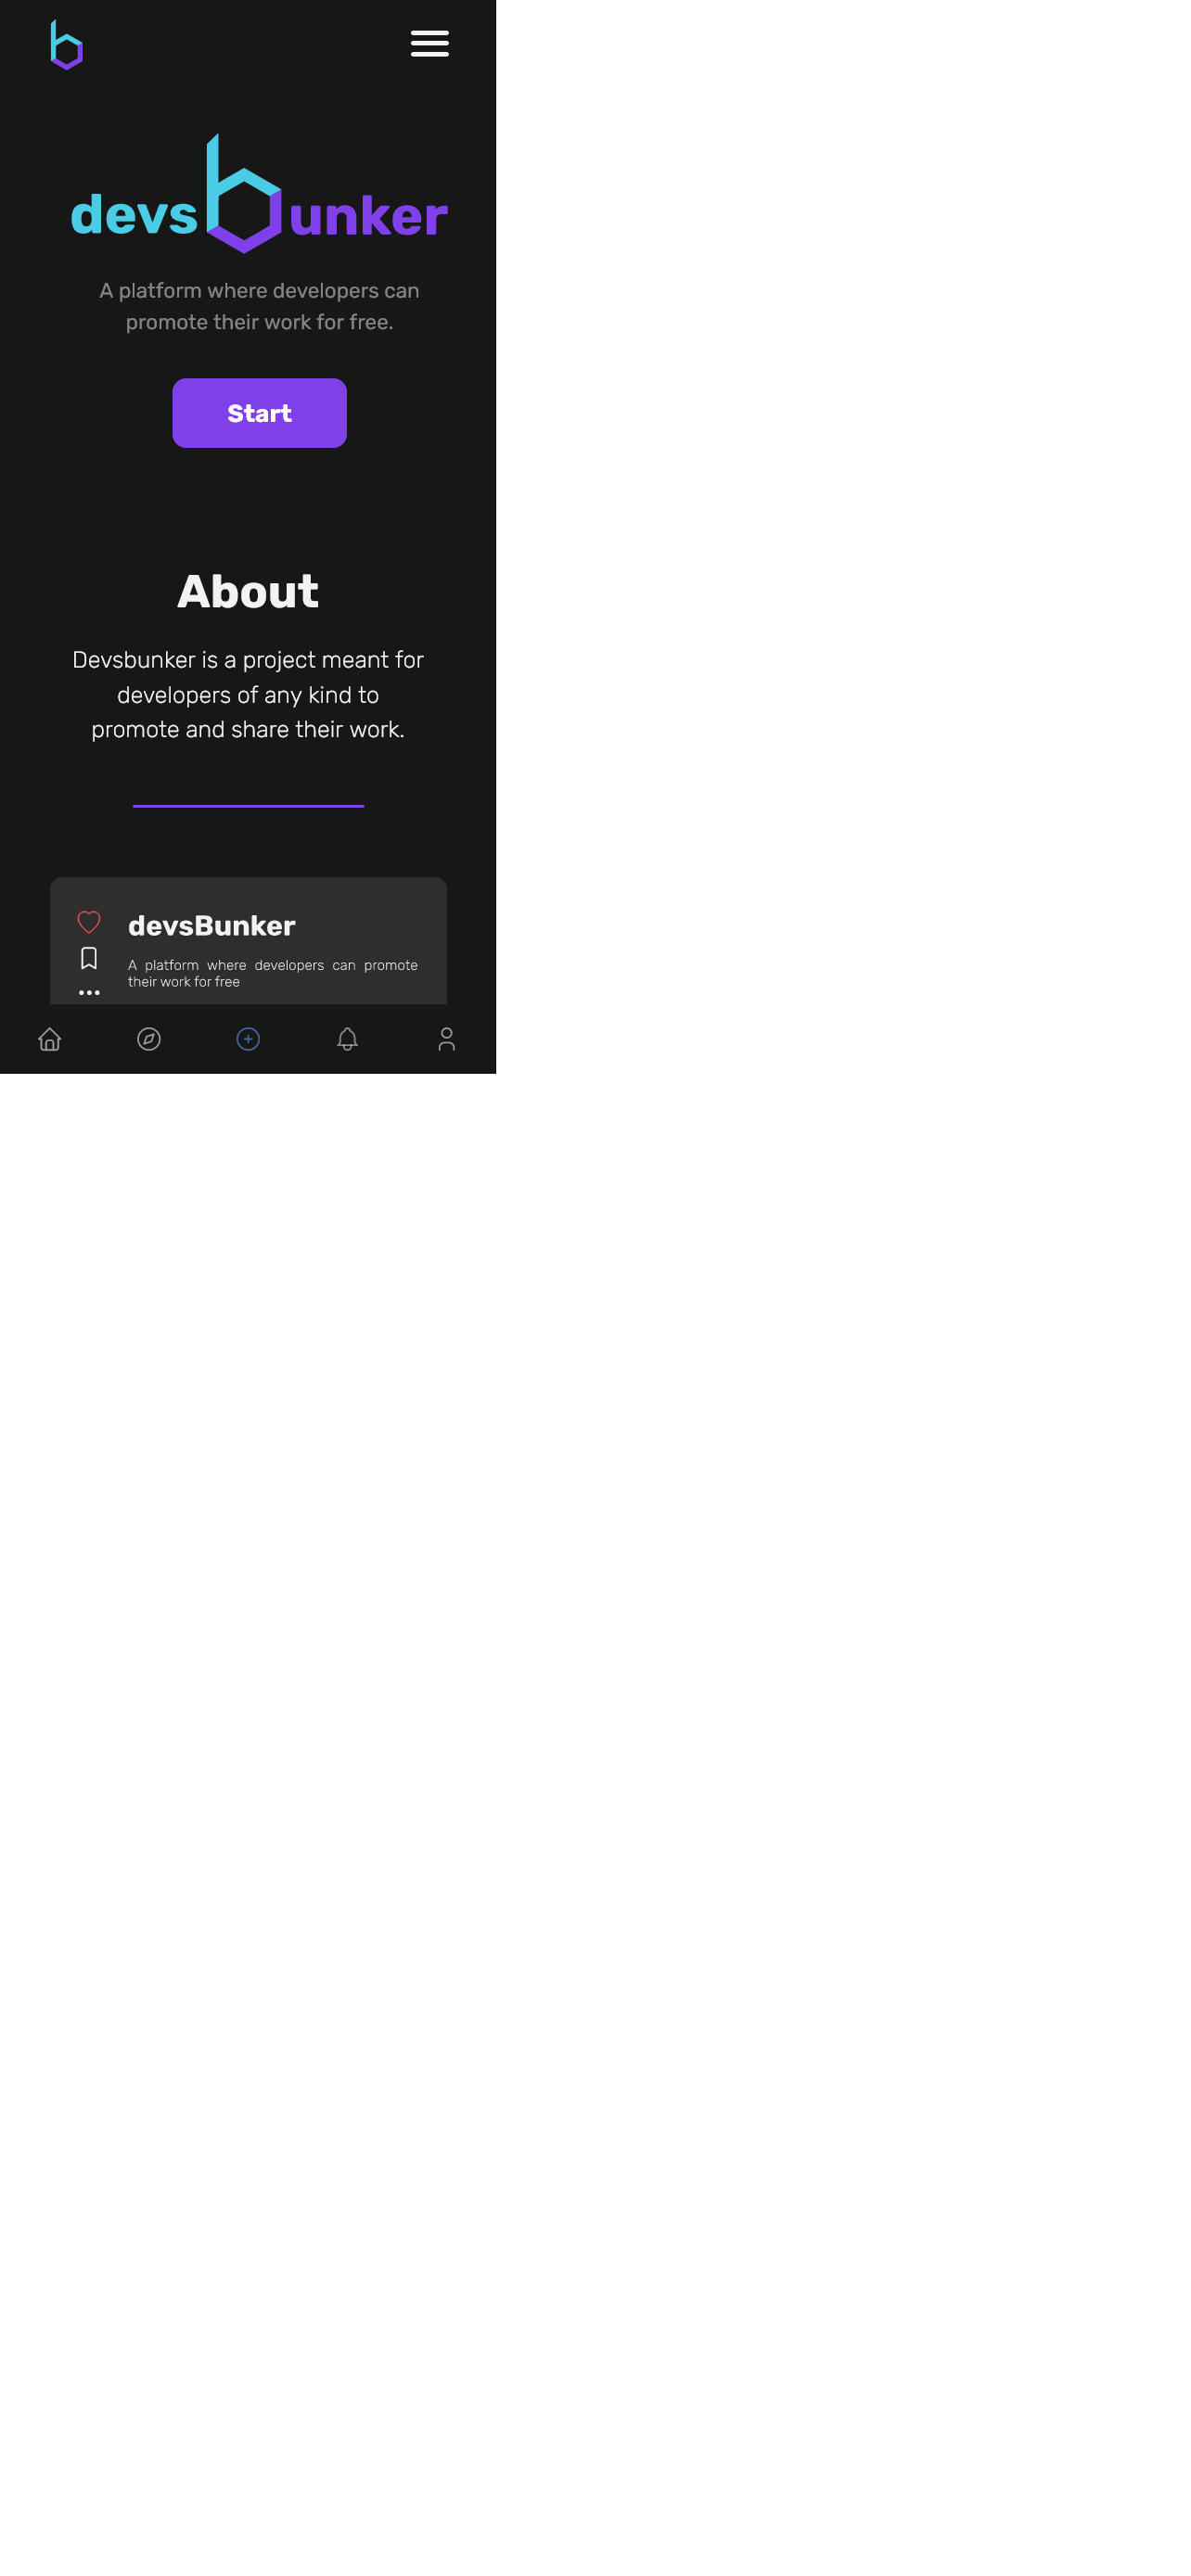 devsbunker
A platform where developers can
promote their work for free.
Start
About
Devsbunker is a project meant for
developers of any kind to
promote and share their work.
devsBunker
A platform where developers can promote
their work for free